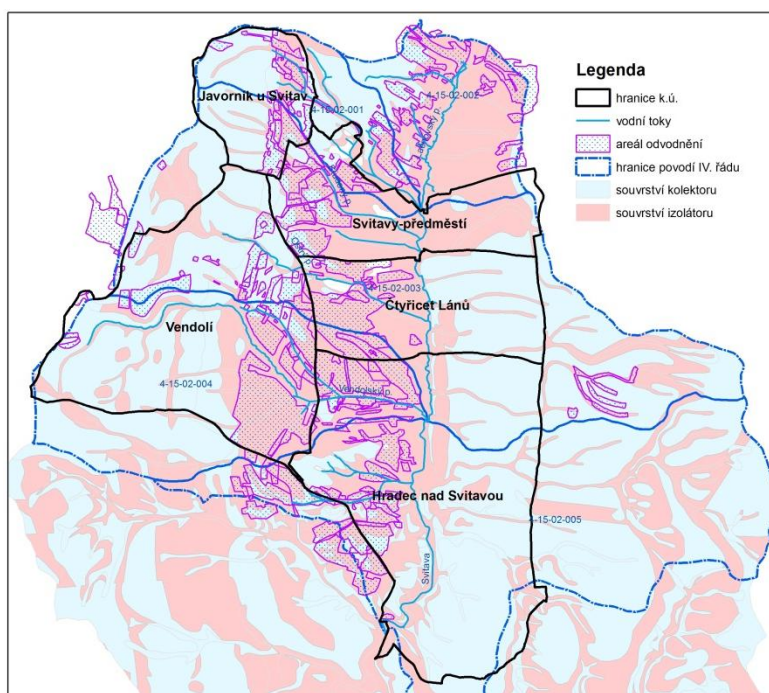 Legenda
hranice k.ú.
vodní toky
areál odvodnění
hranice povodí IV. řádu
souvrství kolektoru
souvrství izolátoru
Javorník u Svitav
4-15-02-001
4-15-02-002
Svitavy-předměstí
4-15-02-003
Čtyřicet Lánů
Vendolí
4-15-02-004
Vendolský p.
Hradec nad Svitavou
4-15-02-005
Svitava